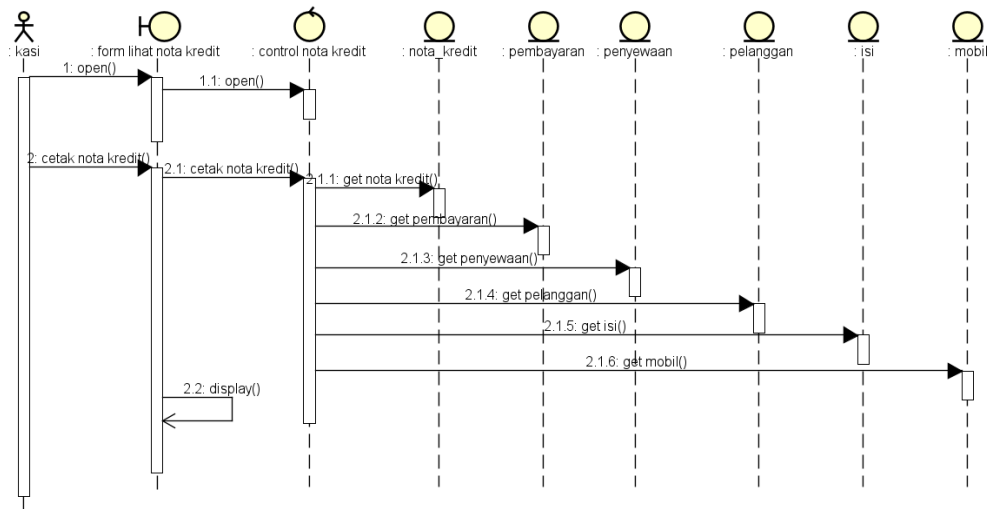 : kasi
: form lihat nota kredit
: control nota kredit
: nota_kredit
: pembayaran
: penyewaan
: pelanggan
: isi
: mobil
1: open()
1.1: open()
2: cetak nota kredit()
2.1: cetak nota kredit()
2.1.1: get nota kredit()
2.1.2: get pembayaran()
2.1.3: get penyewaan()
2.1.4: get pelanggan()
2.1.5: get isi()
2.1.6: get mobil()
2.2: display()